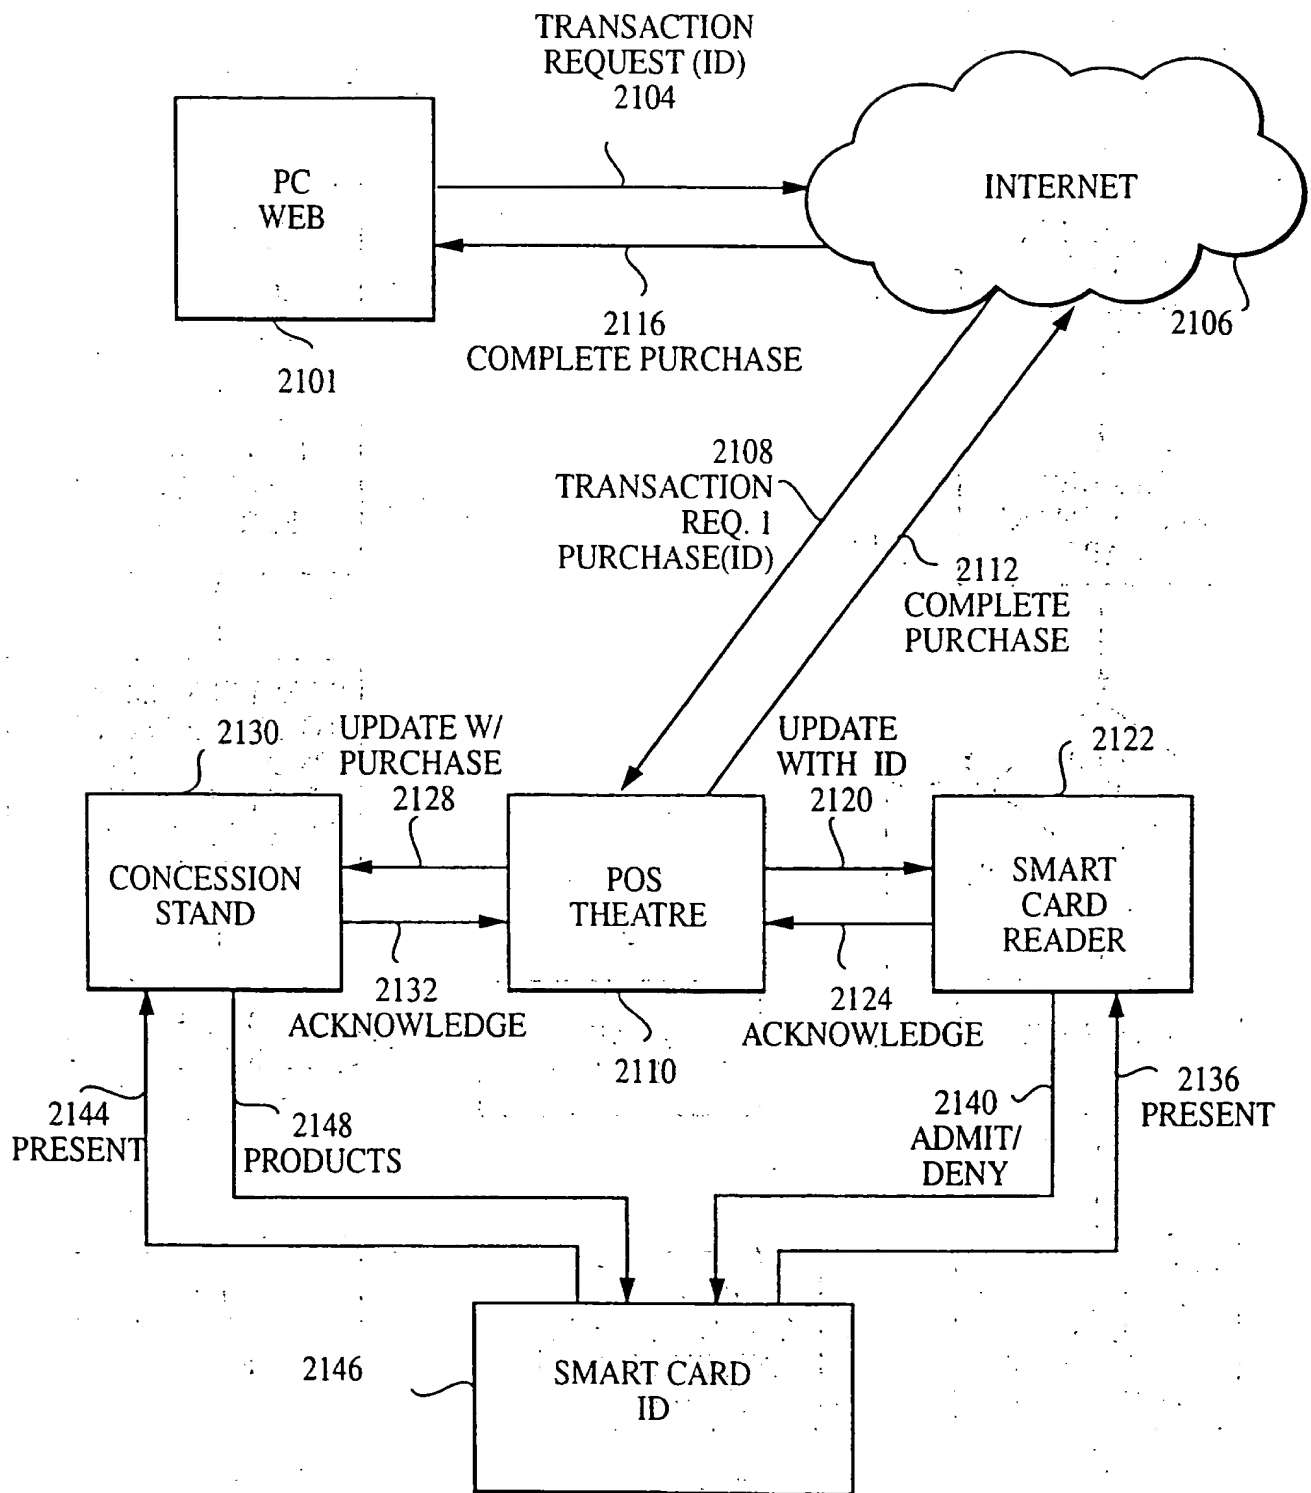 TRANSACTION
REQUEST (ID)
2104
PC
WEB
INTERNET
2116
COMPLETE PURCHASE
2106
2101
2108
TRANSACTION
REQ. 1
PURCHASE(ID)
2112
COMPLETE
PURCHASE
2130
UPDATE W/
PURCHASE
2128
UPDATE
WITH ID
2120
2122
CONCESSION
STAND
POS
THEATRE
SMART
CARD
READER
2132
ACKNOWLEDGE
2110
2124
ACKNOWLEDGE
2144
PRESENT
2148
PRODUCTS
2140
ADMIT/
DENY
2136
PRESENT
2146
SMART CARD
ID